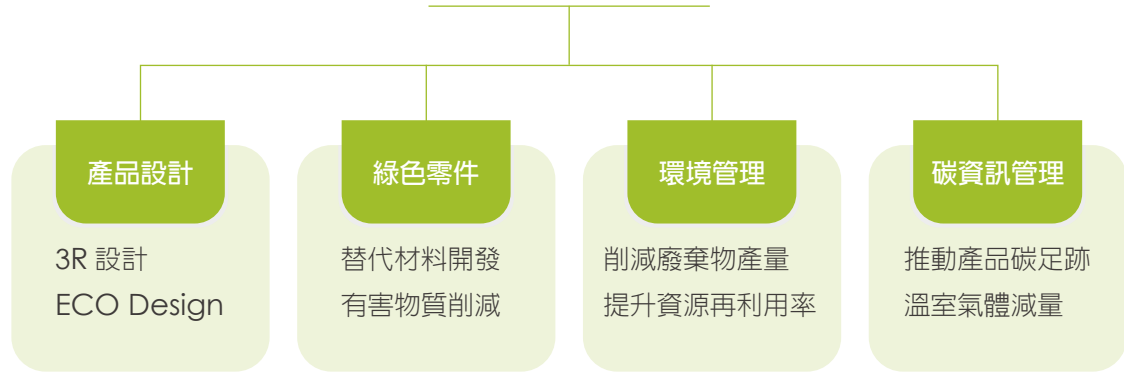 產品設計
3R 設計
ECO Design
綠色零件
替代材料開發
有害物質削減
環境管理
削減廢棄物產量
提升資源再利用率
碳資訊管理
推動產品碳足跡
溫室氣體減量